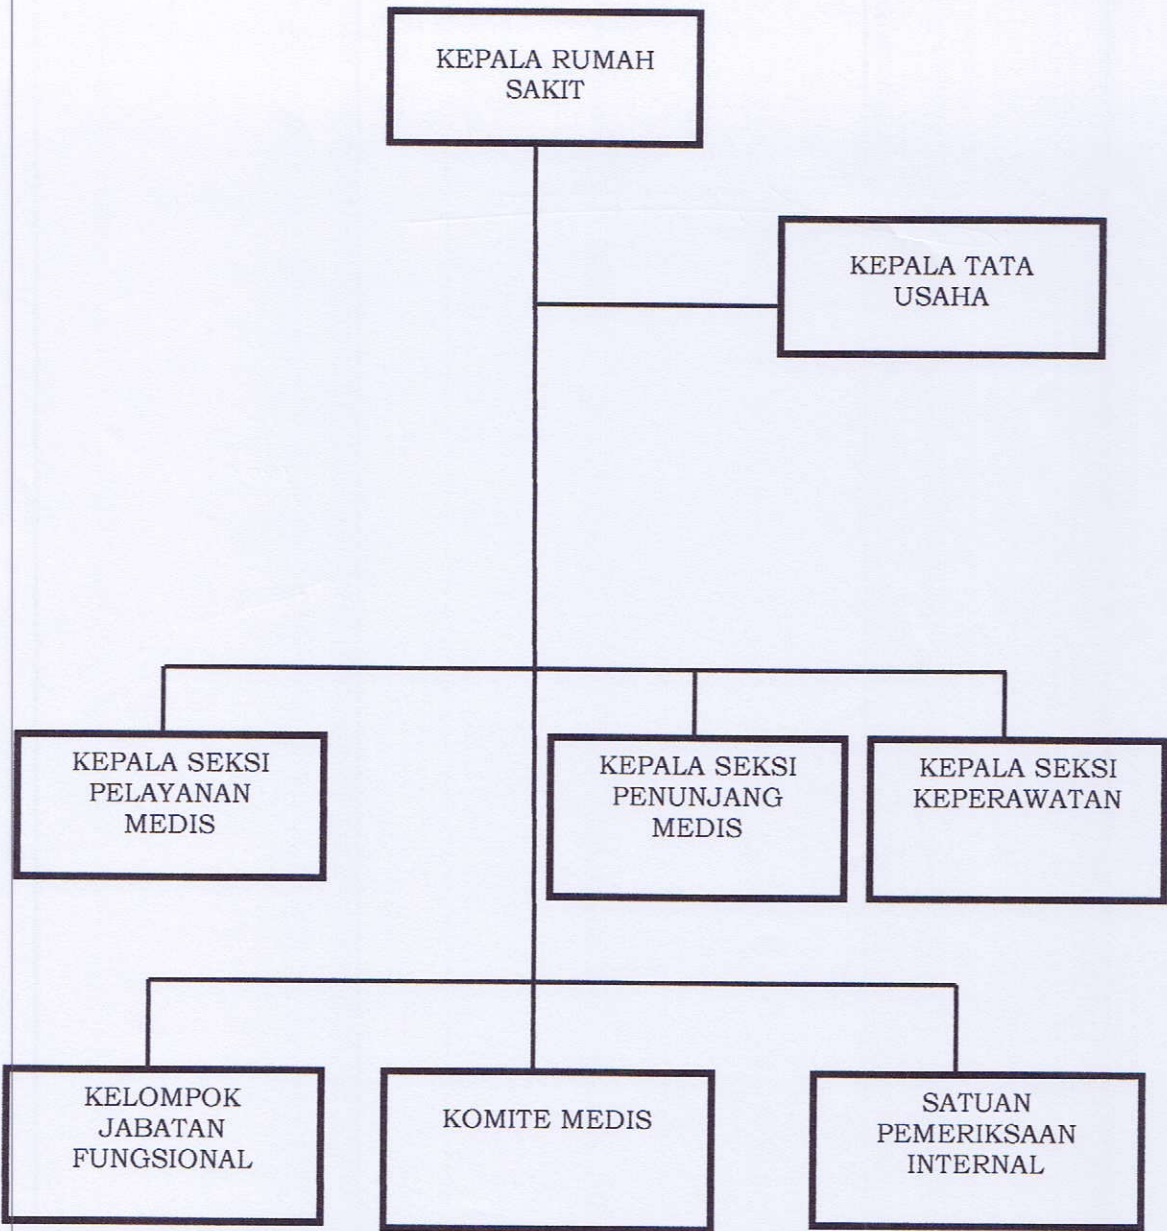 KEPALA RUMAH
SAKIT
KEPALA TATA
USAHA
KEPALA SEKSI
PELAYANAN
MEDIS
KEPALA SEKSI
PENUNJANG
MEDIS
KEPALA SEKSI
KEPERAWATAN
KELOMPOK
JABATAN
FUNGSIONAL
KOMITE MEDIS
SATUAN
PEMERIKSAAN
INTERNAL